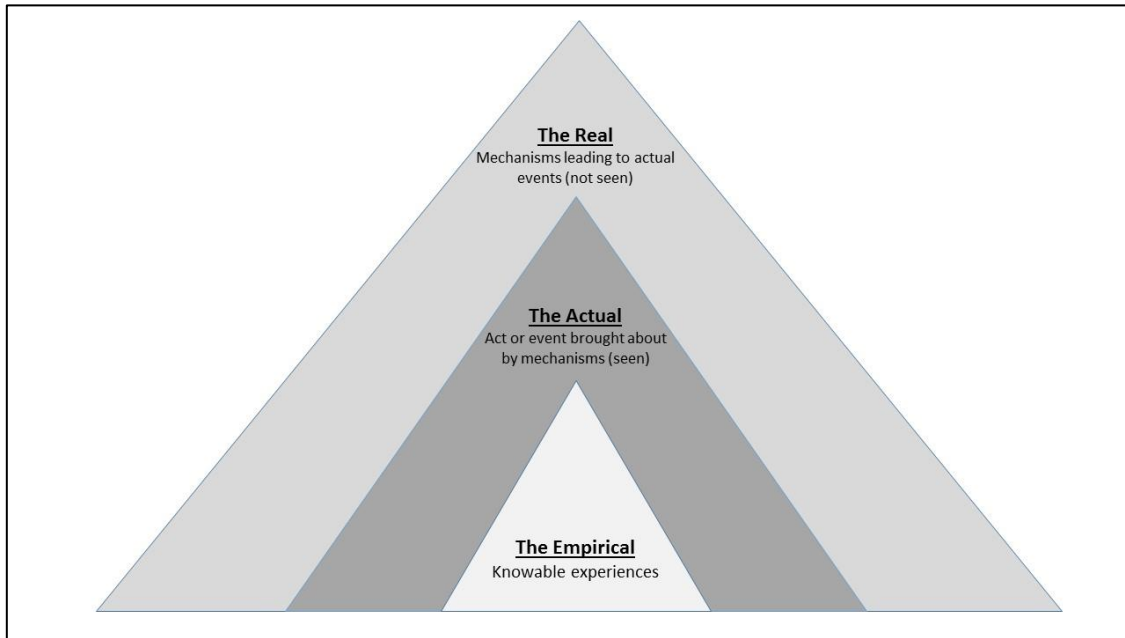 The Real
Mechanisms leading to actual
events (not seen)
The Actual
Act or event brought about
by mechanisms (seen)
The Empirical
Knowable experiences